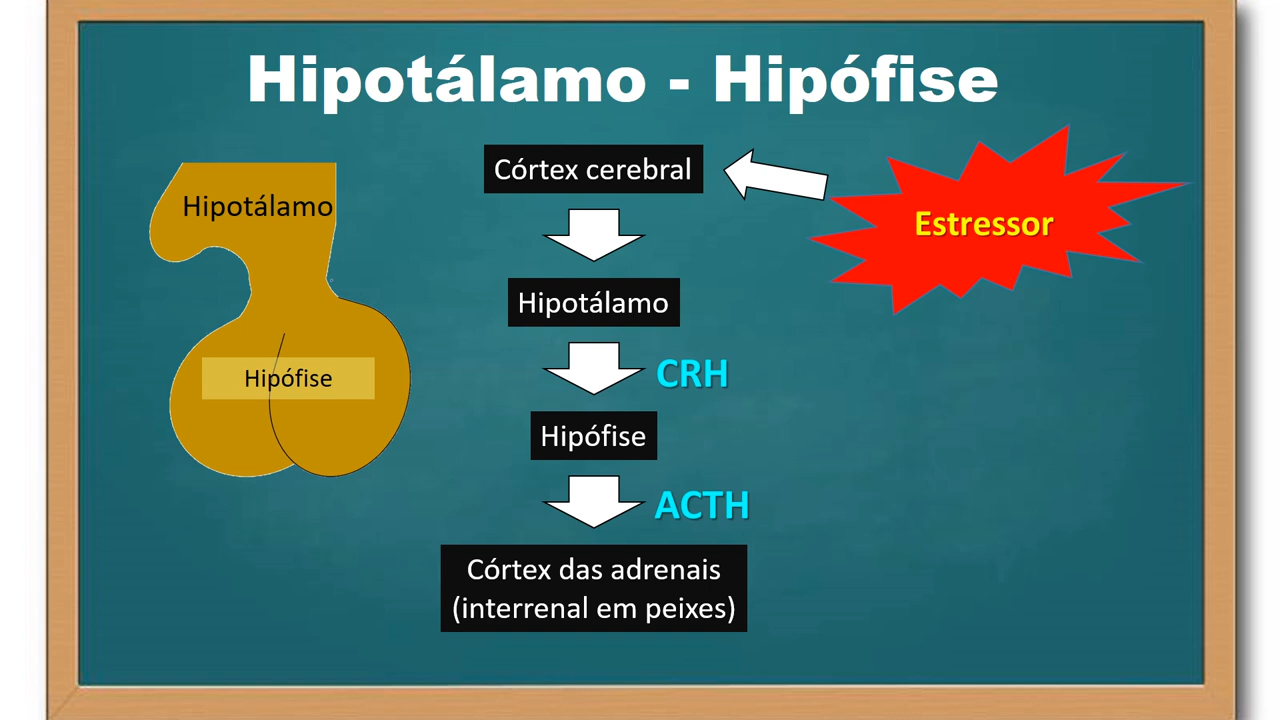 Hipotálamo - Hipófise
Hipotálamo
Hipófise
Córtex cerebral
Estressor
Hipotálamo
CRH
Hipófise
ACTH
Córtex das adrenais
(interrenal em peixes)